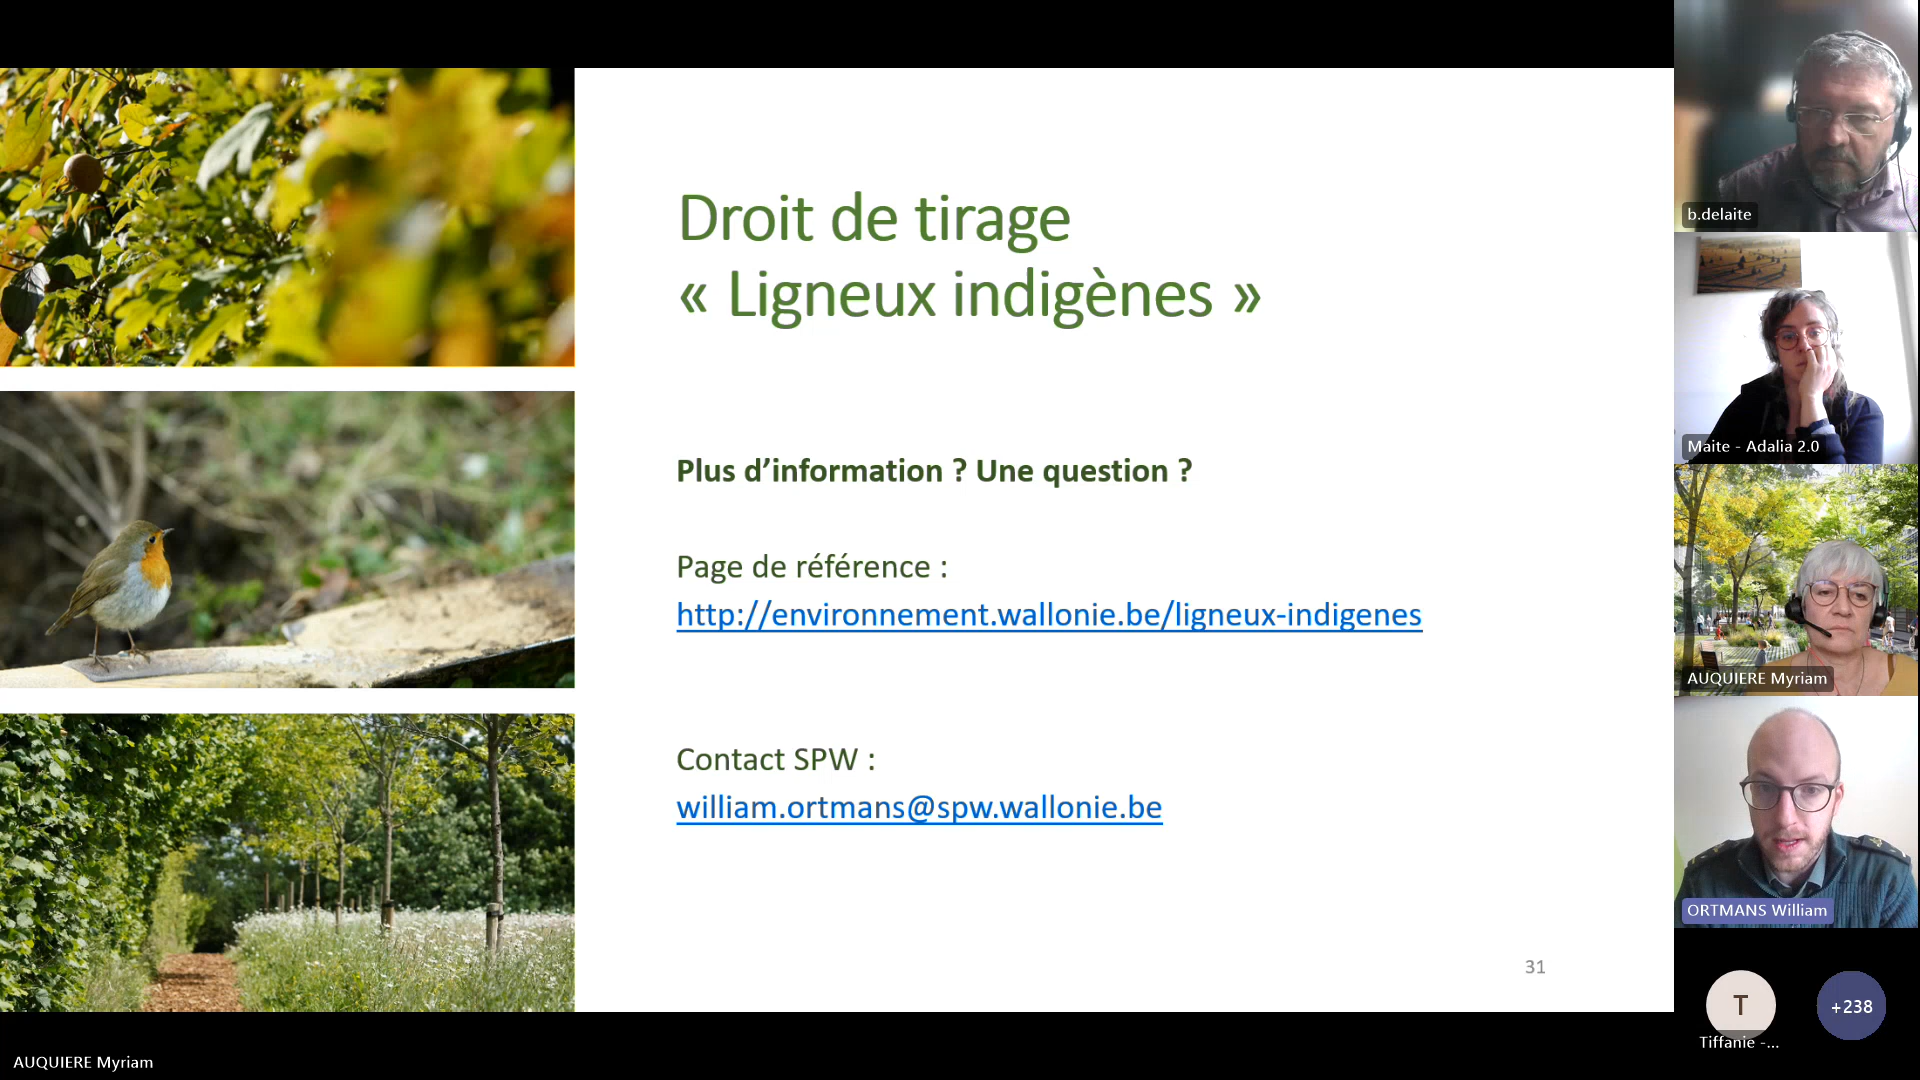 Droit de tirage
« Ligneux indigènes »
Plus d’information ? Une question ?
Page de référence :
http://environnement.wallonie.be/ligneux-indigenes
Contact SPW :
william.ortmans@spw.wallonie.be
31
b.delaite
Maite - Adalia 2.0
AUQUIERE Myriam
ORTMANS William
T
+238
Tiffanie -...
AUQUIERE Myriam